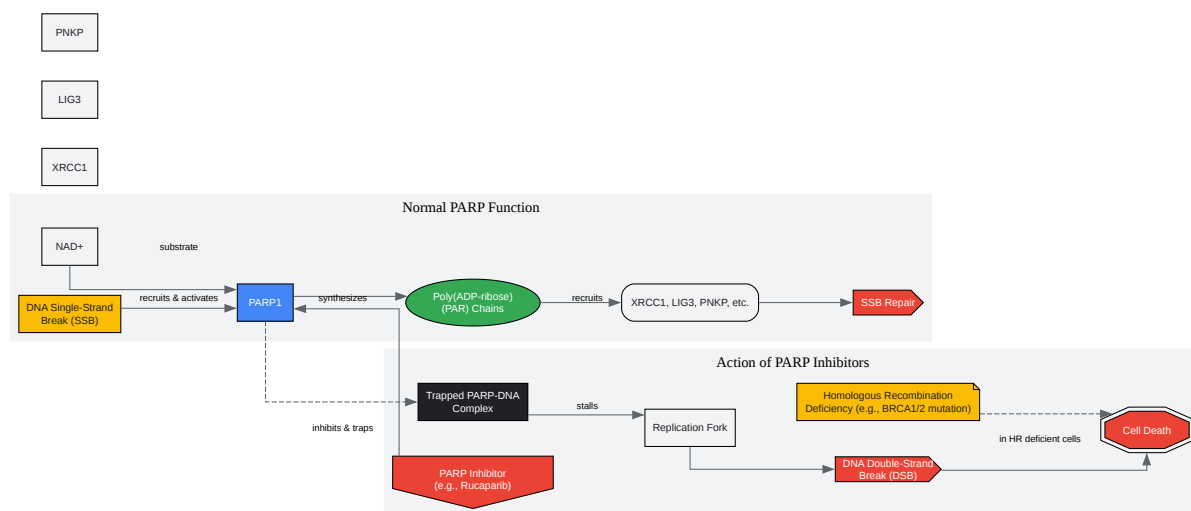 PNKP
LIG3
XRCC1
Normal PARP Function
NAD+
substrate
DNA Single-Strand
Break (SSB)
recruits & activates
PARP1
synthesizes
Poly(ADP-ribose)
(PAR) Chains
recruits
XRCC1, LIG3, PNKP, etc.
SSB Repair
Action of PARP Inhibitors
Trapped PARP-DNA
Complex
stalls
Replication Fork
Homologous Recombination
Deficiency (e.g., BRCA1/2 mutation)
Cell Death
inhibits & traps
in HR deficient cells
PARP Inhibitor
(e.g., Rucaparib)
DNA Double-Strand
Break (DSB)